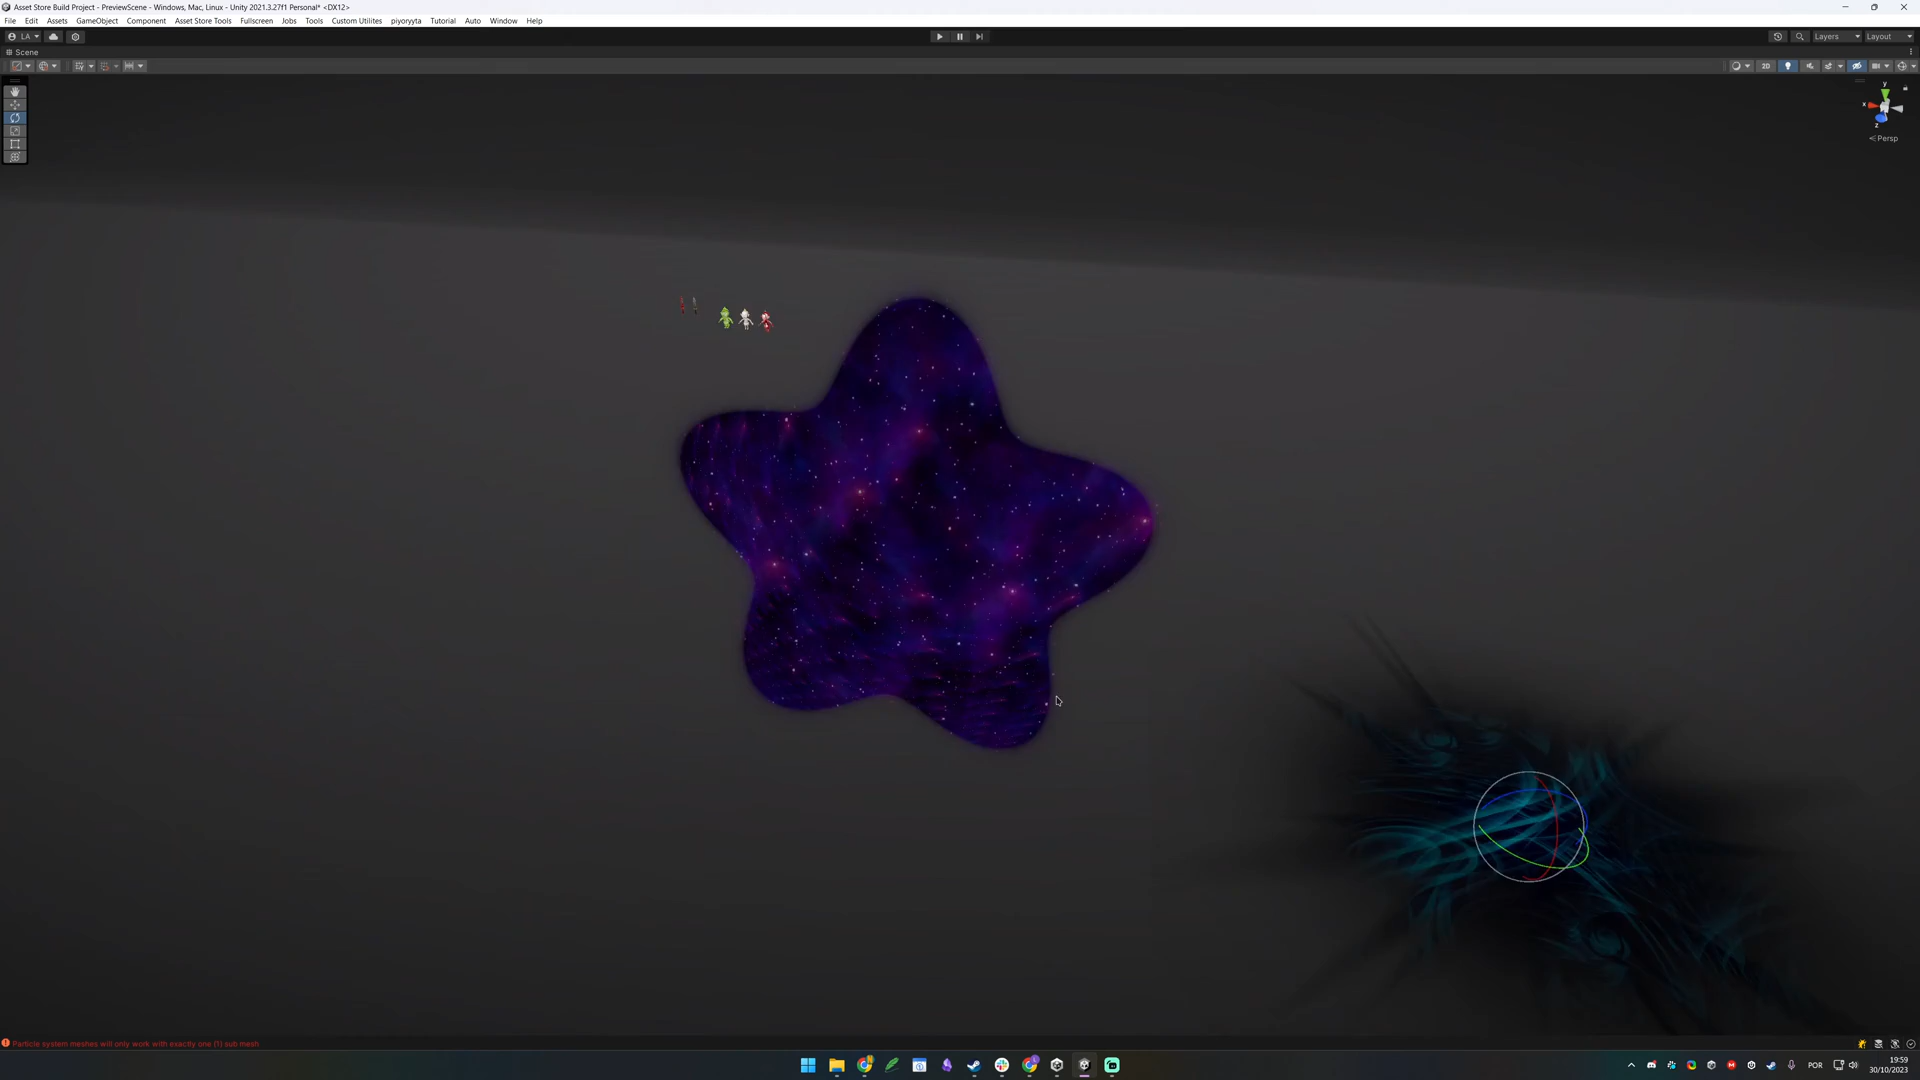 Asset Store Build Project - PreviewScene - Windows, Mac, Linux - Unity 2021.3.27f1 Personal* <DX12>
File Edit Assets GameObject Component Asset Store Tools Fullscreen Jobs Tools Custom Utilites piyoryyta Tutorial Auto Window Help
LA Layers Layout
Scene
2D
y
x
z
Persp
Particle system meshes will only work with exactly one (1) sub mesh
POR 19:59
30/10/2023